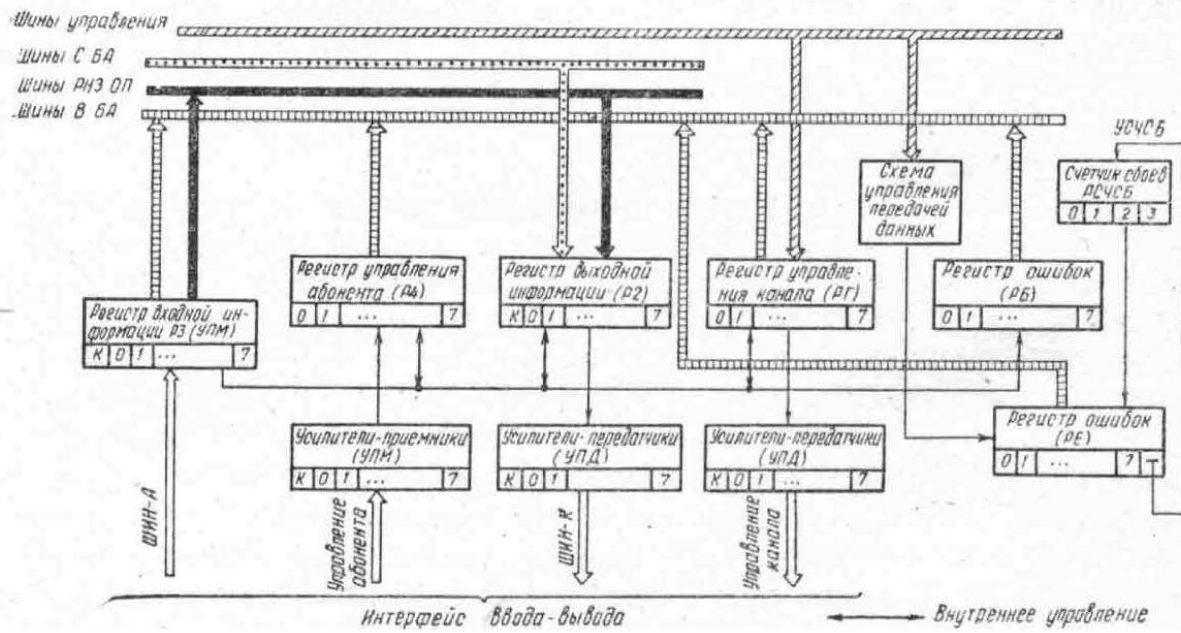 Шины управления
Шины С БА
Шины РНЗ ОП
Шины В БА
УСЧСБ
Схема
управления
передачей
данных
Счетчик сбоев
РСЧСБ
0 1 2 3
Регистр управления
абонента (Р4)
0 1 ... 7
Регистр выходной
информации (Р2)
К 0 1 ... 7
Регистр управле-
ния канала (РГ)
0 1 ... 7
Регистр ошибок
(РБ)
0 1 ... 7
Регистр входной ин-
формации Р3 (УПМ)
К 0 1 ... 7
Усилители-приемники
(УПМ)
К 0 1 ... 7
Усилители-передатчики
(УПД)
К 0 1 7
Усилители-передатчики
(УПД)
К 0 1 ... 7
Регистр ошибок
(РЕ)
0 1 ... 7
ШИН-А
Управление
абонента
ШИН-К
Управление
канала
Интерфейс ввода-вывода
Внутреннее управление